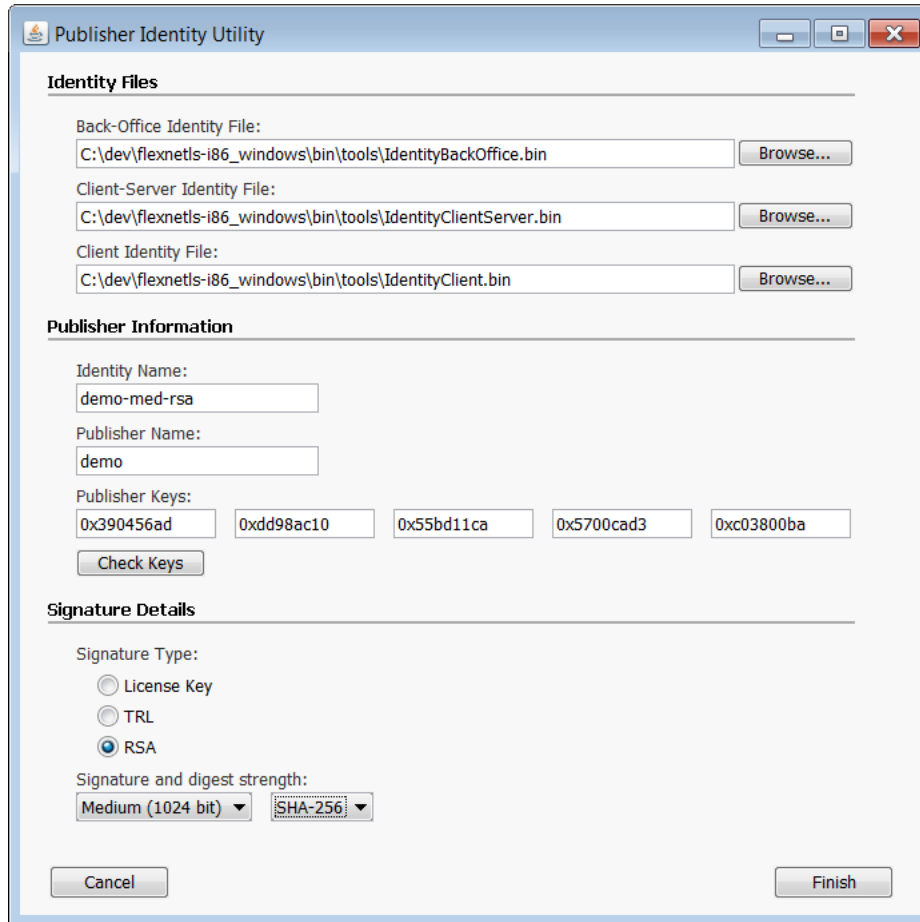 Publisher Identity Utility
Identity Files
Back-Office Identity File:
C:\dev\flexnetls-i86_windows\bin\tools\IdentityBackOffice.bin Browse...
Client-Server Identity File:
C:\dev\flexnetls-i86_windows\bin\tools\IdentityClientServer.bin Browse...
Client Identity File:
C:\dev\flexnetls-i86_windows\bin\tools\IdentityClient.bin Browse...
Publisher Information
Identity Name:
demo-med-rsa
Publisher Name:
demo
Publisher Keys:
0x390456ad 0xdd98ac10 0x55bd11ca 0x5700cad3 0xc03800ba
Check Keys
Signature Details
Signature Type:
License Key
TRL
RSA
Signature and digest strength:
Medium (1024 bit) SHA-256
Cancel Finish